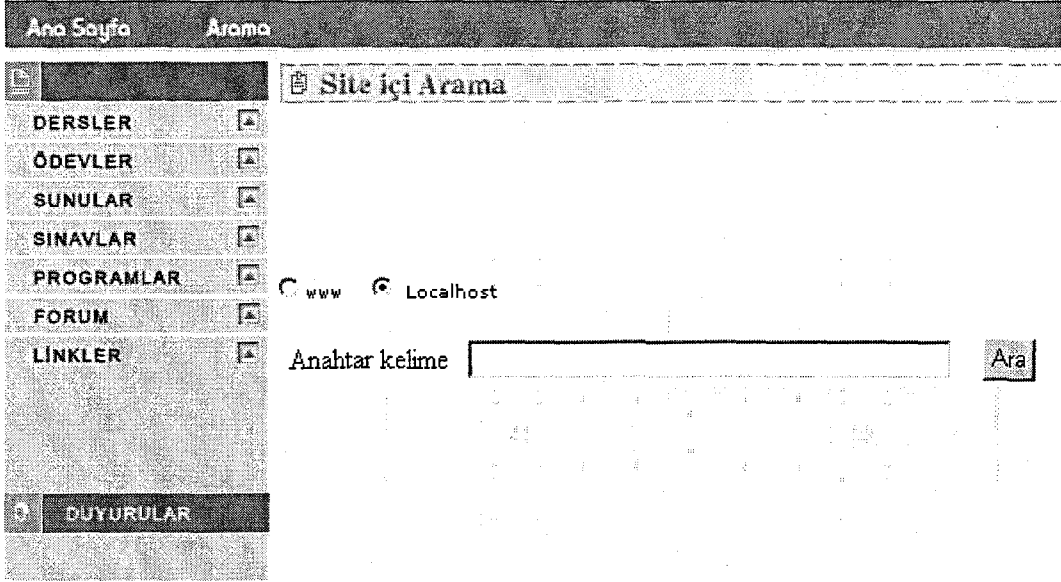 Ana Sayfa Arama
Site içi Arama
DERSLER
ÖDEVLER
SUNULAR
SINAVLAR
PROGRAMLAR
FORUM
LİNKLER
www Localhost
Anahtar kelime Ara
DUYURULAR